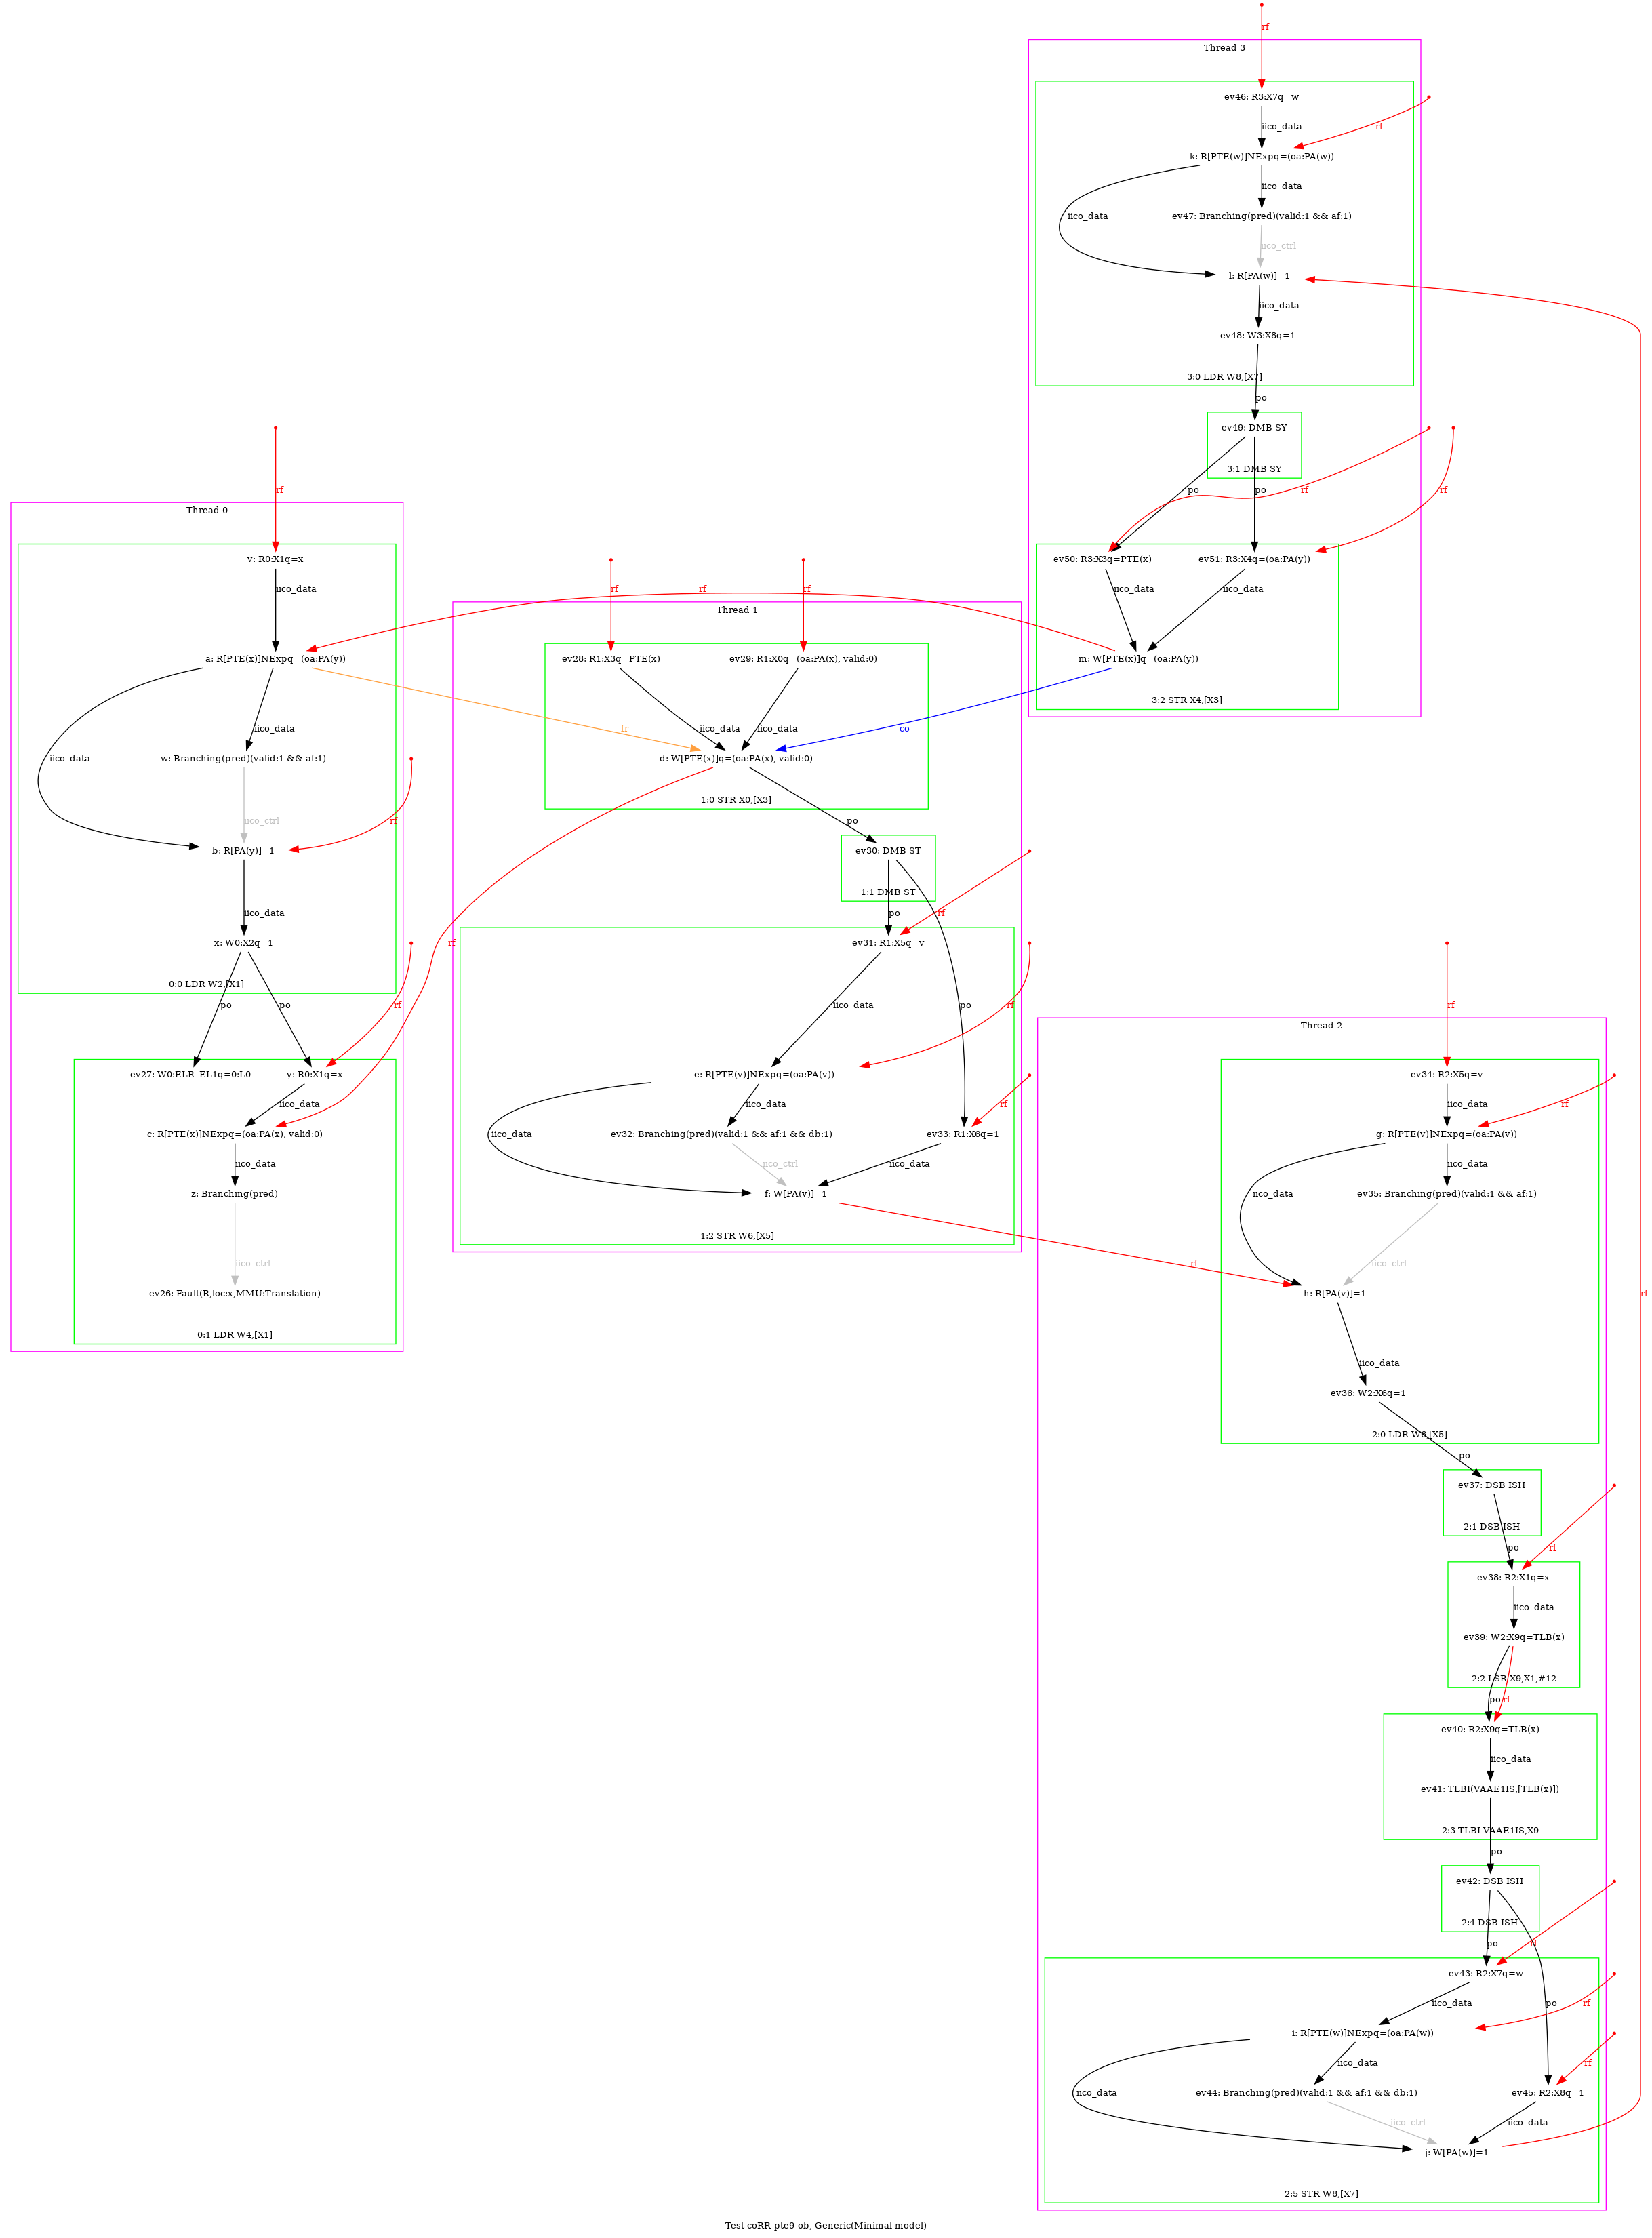 rf
Thread 3
ev46: R3:X7q=w
iico_data
rf
k: R[PTE(w)]NExpq=(oa:PA(w))
iico_data
iico_data
ev47: Branching(pred)(valid:1 && af:1)
iico_ctrl
l: R[PA(w)]=1
iico_data
ev48: W3:X8q=1
3:0 LDR W8,[X7]
po
ev49: DMB SY
3:1 DMB SY
po
po
rf
rf
ev50: R3:X3q=PTE(x)
ev51: R3:X4q=(oa:PA(y))
iico_data
iico_data
m: W[PTE(x)]q=(oa:PA(y))
3:2 STR X4,[X3]
rf
co
rf
Thread 0
v: R0:X1q=x
iico_data
a: R[PTE(x)]NExpq=(oa:PA(y))
fr
iico_data
iico_data
w: Branching(pred)(valid:1 && af:1)
iico_ctrl
rf
b: R[PA(y)]=1
iico_data
x: W0:X2q=1
0:0 LDR W2,[X1]
po
po
rf
rf
ev27: W0:ELR_EL1q=0:L0
y: R0:X1q=x
iico_data
c: R[PTE(x)]NExpq=(oa:PA(x), valid:0)
iico_data
z: Branching(pred)
iico_ctrl
ev26: Fault(R,loc:x,MMU:Translation)
0:1 LDR W4,[X1]
rf
rf
Thread 1
ev28: R1:X3q=PTE(x)
ev29: R1:X0q=(oa:PA(x), valid:0)
iico_data
iico_data
d: W[PTE(x)]q=(oa:PA(x), valid:0)
1:0 STR X0,[X3]
po
ev30: DMB ST
1:1 DMB ST
po
rf
ev31: R1:X5q=v
iico_data
po
rf
e: R[PTE(v)]NExpq=(oa:PA(v))
iico_data
iico_data
rf
ev32: Branching(pred)(valid:1 && af:1 && db:1)
ev33: R1:X6q=1
iico_ctrl
iico_data
f: W[PA(v)]=1
1:2 STR W6,[X5]
rf
rf
Thread 2
ev34: R2:X5q=v
iico_data
rf
g: R[PTE(v)]NExpq=(oa:PA(v))
iico_data
iico_data
ev35: Branching(pred)(valid:1 && af:1)
iico_ctrl
h: R[PA(v)]=1
iico_data
ev36: W2:X6q=1
2:0 LDR W6,[X5]
po
ev37: DSB ISH
2:1 DSB ISH
po
rf
ev38: R2:X1q=x
iico_data
ev39: W2:X9q=TLB(x)
2:2 LSR X9,X1,#12
po
rf
ev40: R2:X9q=TLB(x)
iico_data
ev41: TLBI(VAAE1IS,[TLB(x)])
2:3 TLBI VAAE1IS,X9
po
ev42: DSB ISH
2:4 DSB ISH
po
rf
ev43: R2:X7q=w
iico_data
po
rf
i: R[PTE(w)]NExpq=(oa:PA(w))
iico_data
iico_data
rf
ev44: Branching(pred)(valid:1 && af:1 && db:1)
ev45: R2:X8q=1
iico_ctrl
iico_data
j: W[PA(w)]=1
2:5 STR W8,[X7]
rf
Test coRR-pte9-ob, Generic(Minimal model)